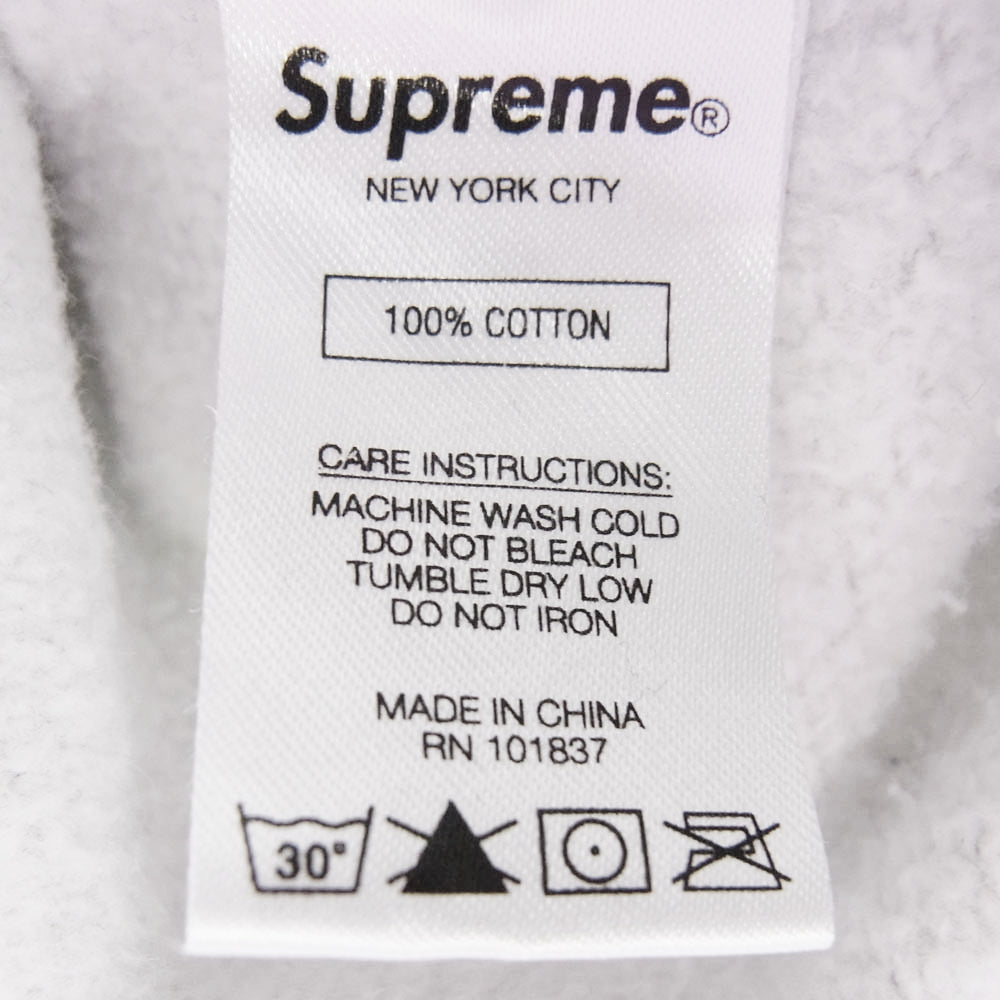 Supreme®
NEW YORK CITY
100% COTTON
CARE INSTRUCTIONS:
MACHINE WASH COLD
DO NOT BLEACH
TUMBLE DRY LOW
DO NOT IRON
MADE IN CHINA
RN 101837
30°